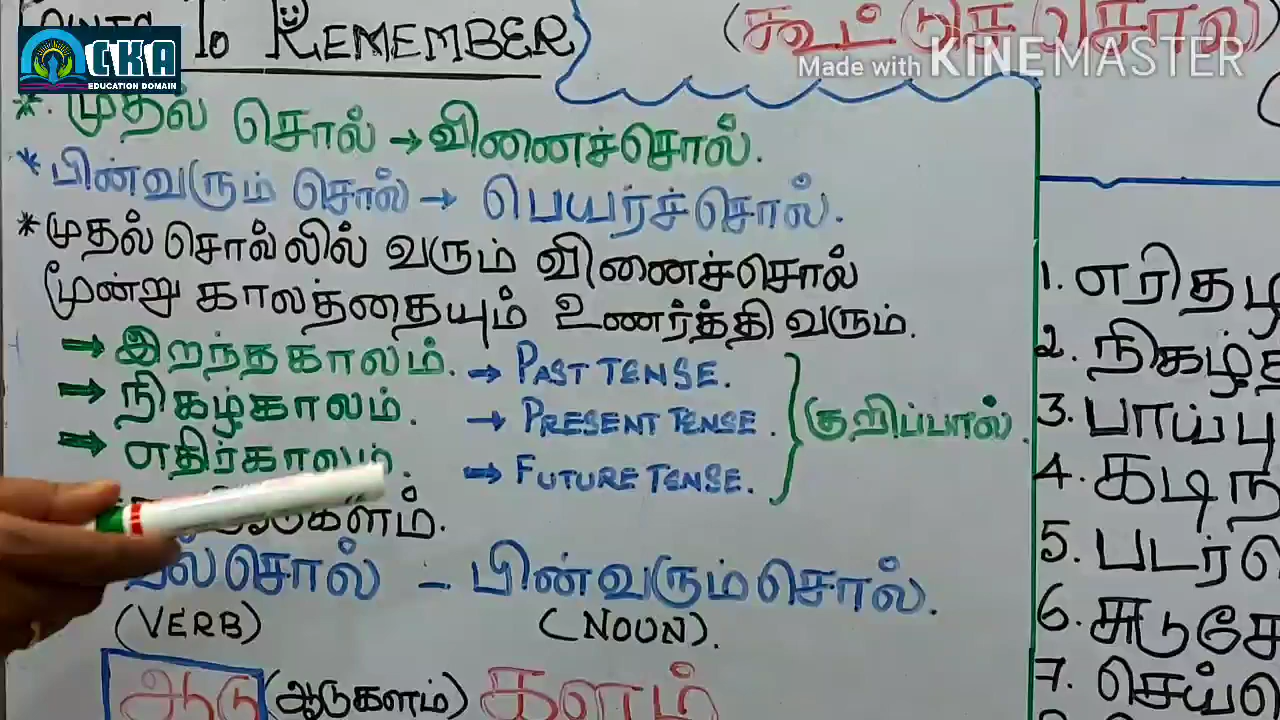 CKA
EDUCATION DOMAIN
To REMEMBER
(கூட்டுச் சொல்)
Made with KINEMASTER
*. முதல் சொல் → வினைச்சொல்.
* பின்வரும் சொல் → பெயர்ச்சொல்.
* முதல் சொல்லில் வரும் வினைச்சொல்
மூன்று காலத்தையும் உணர்த்தி வரும்.
⇒ இறந்தகாலம். → PAST TENSE.
⇒ நிகழ்காலம். → PRESENT TENSE.
⇒ எதிர்காலம். → FUTURE TENSE.
குறிப்பால்.
சொல் - பின்வரும் சொல்.
(VERB) (NOUN).
ஆடு (ஆடுகளம்) களம்
1. எரிதழ
2. நிகழ்
3. பாய்பு
4. கடிந
5. படர்
6. சுடுசே
7. செய்